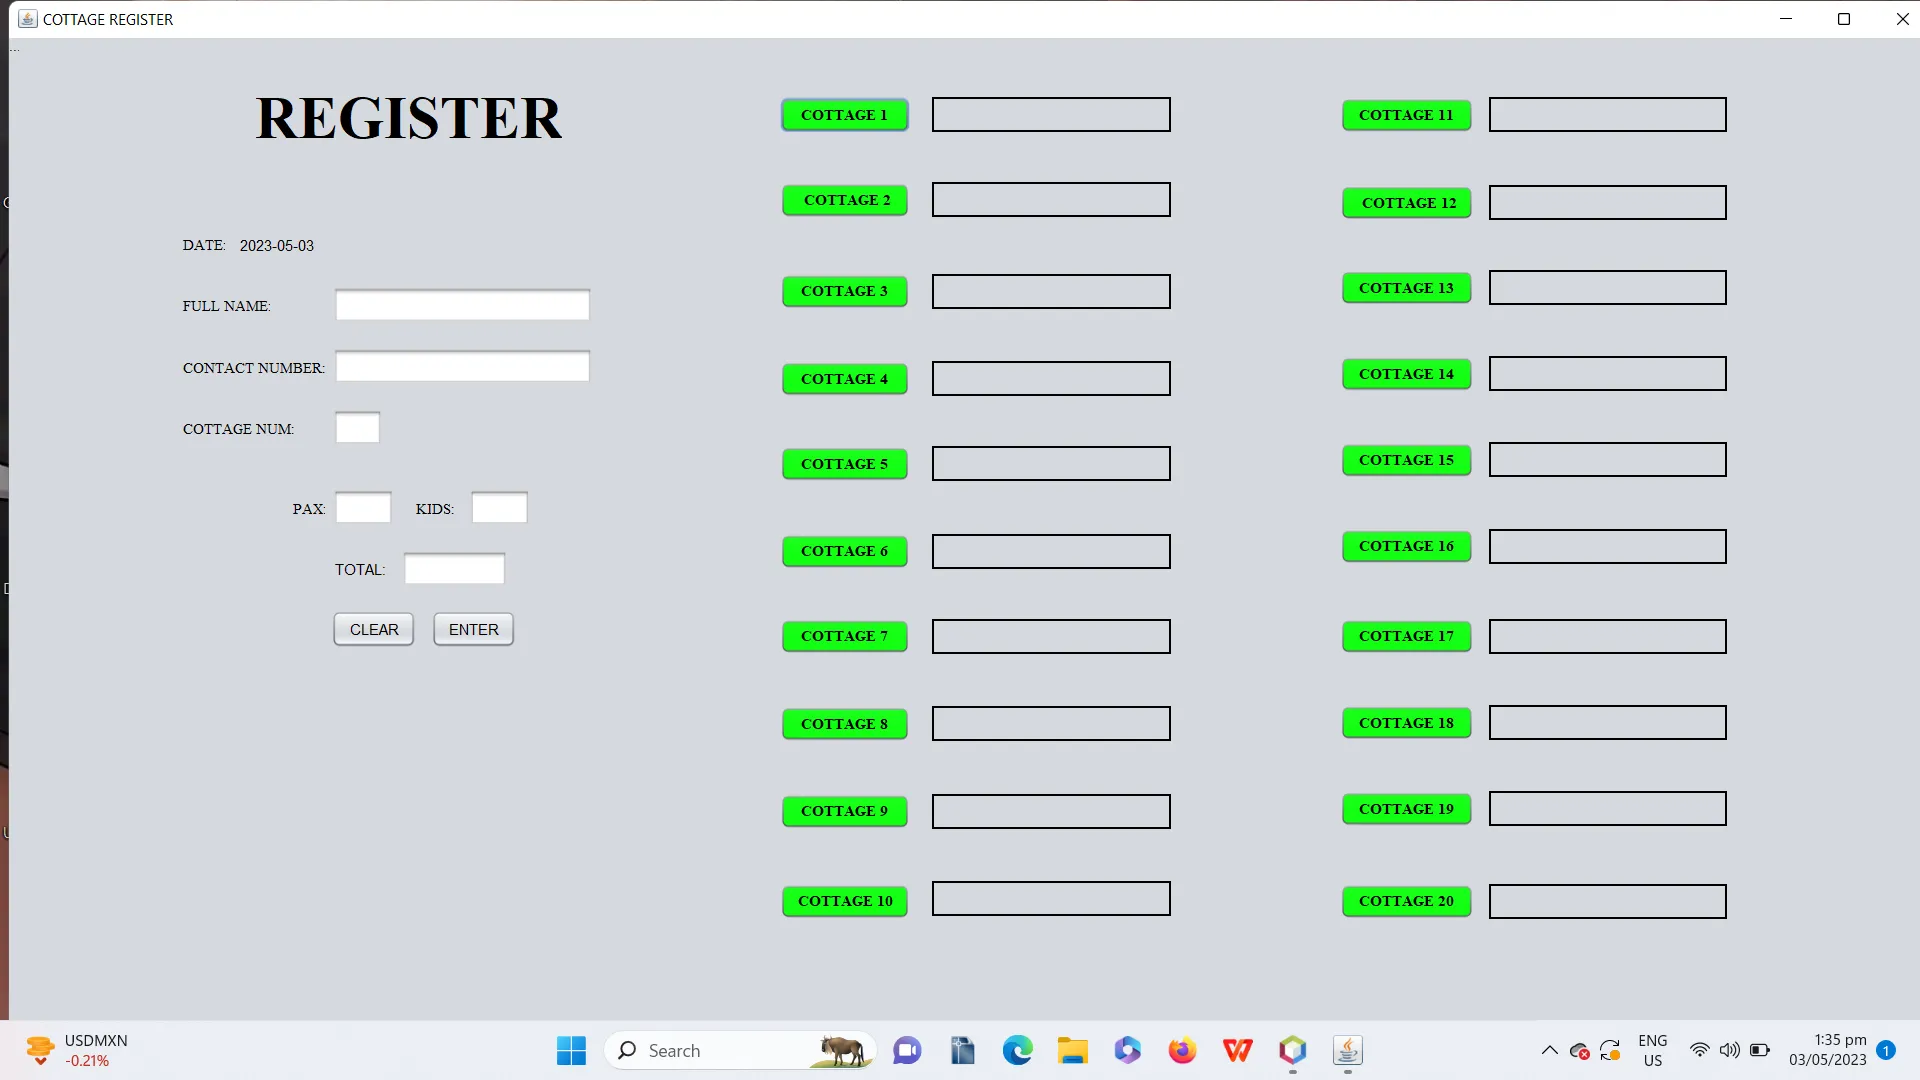 COTTAGE REGISTER
...
REGISTER
DATE: 2023-05-03
FULL NAME:
CONTACT NUMBER:
COTTAGE NUM:
PAX: KIDS:
TOTAL:
CLEAR ENTER
COTTAGE 1
COTTAGE 2
COTTAGE 3
COTTAGE 4
COTTAGE 5
COTTAGE 6
COTTAGE 7
COTTAGE 8
COTTAGE 9
COTTAGE 10
COTTAGE 11
COTTAGE 12
COTTAGE 13
COTTAGE 14
COTTAGE 15
COTTAGE 16
COTTAGE 17
COTTAGE 18
COTTAGE 19
COTTAGE 20
USDMXN
-0.21%
Search
ENG
US
1:35 pm
03/05/2023
1